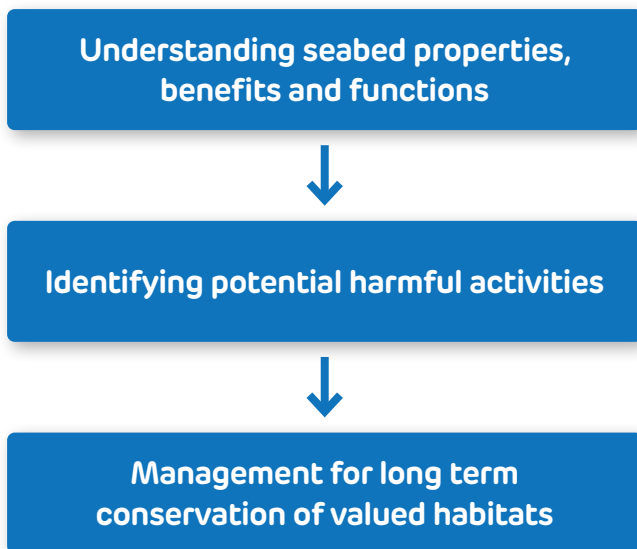 Understanding seabed properties,
benefits and functions
Identifying potential harmful activities
Management for long term
conservation of valued habitats